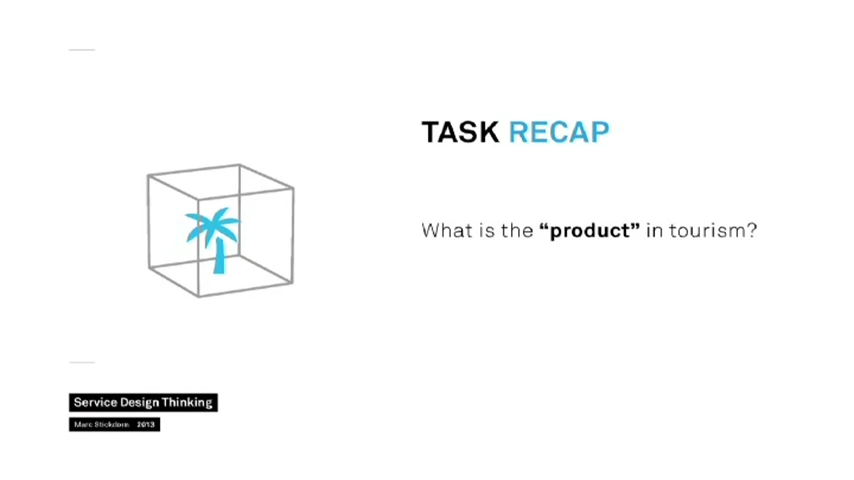 TASK RECAP
What is the “product” in tourism?
Service Design Thinking
Marc Stickdorn 2013